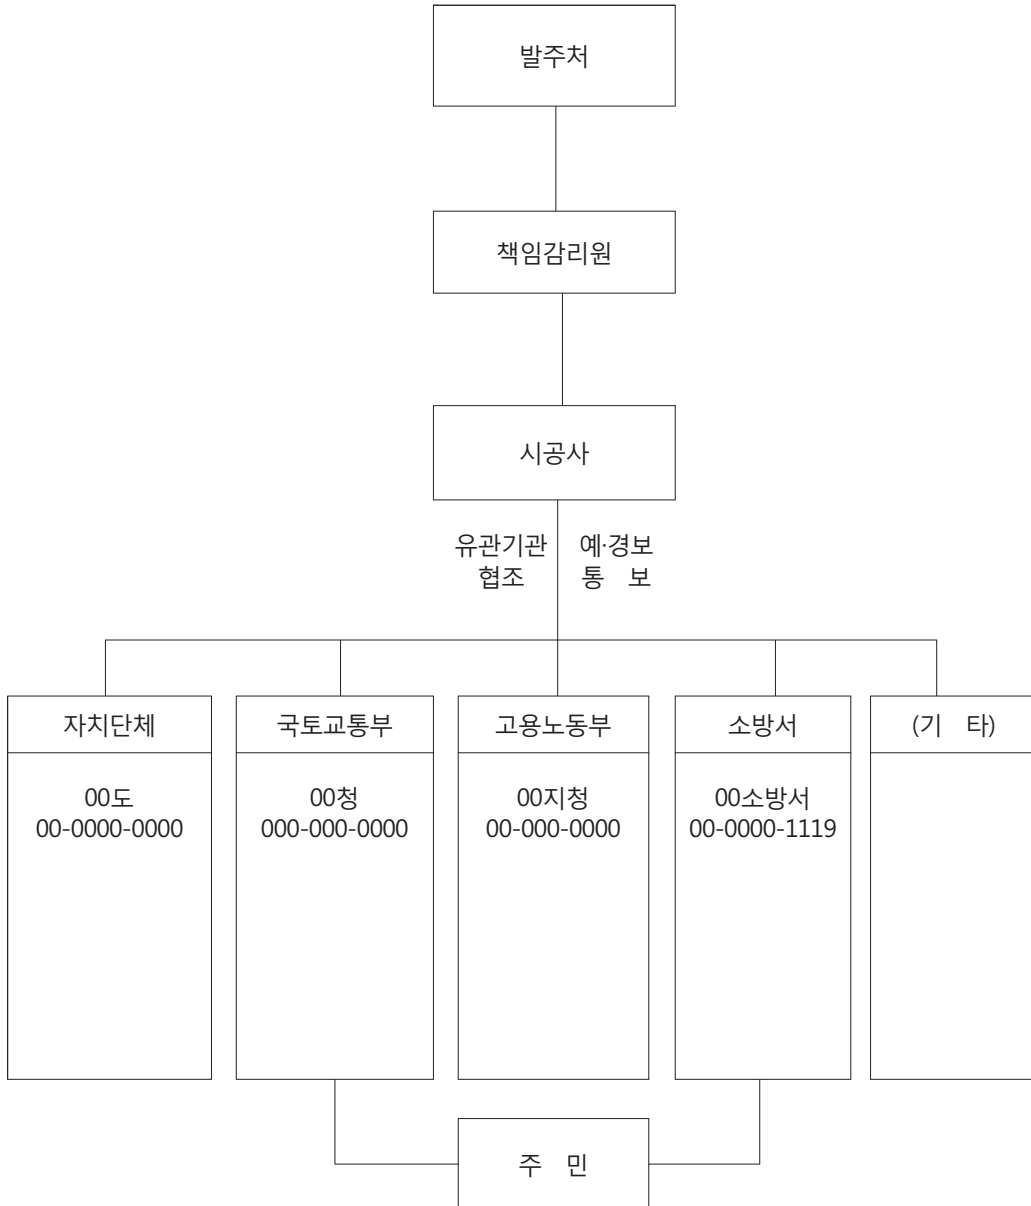 발주처
책임감리원
시공사
유관기관
협조
예·경보
통 보
자치단체
00도
00-0000-0000
국토교통부
00청
000-000-0000
고용노동부
00지청
00-000-0000
소방서
00소방서
00-0000-1119
(기 타)
주 민